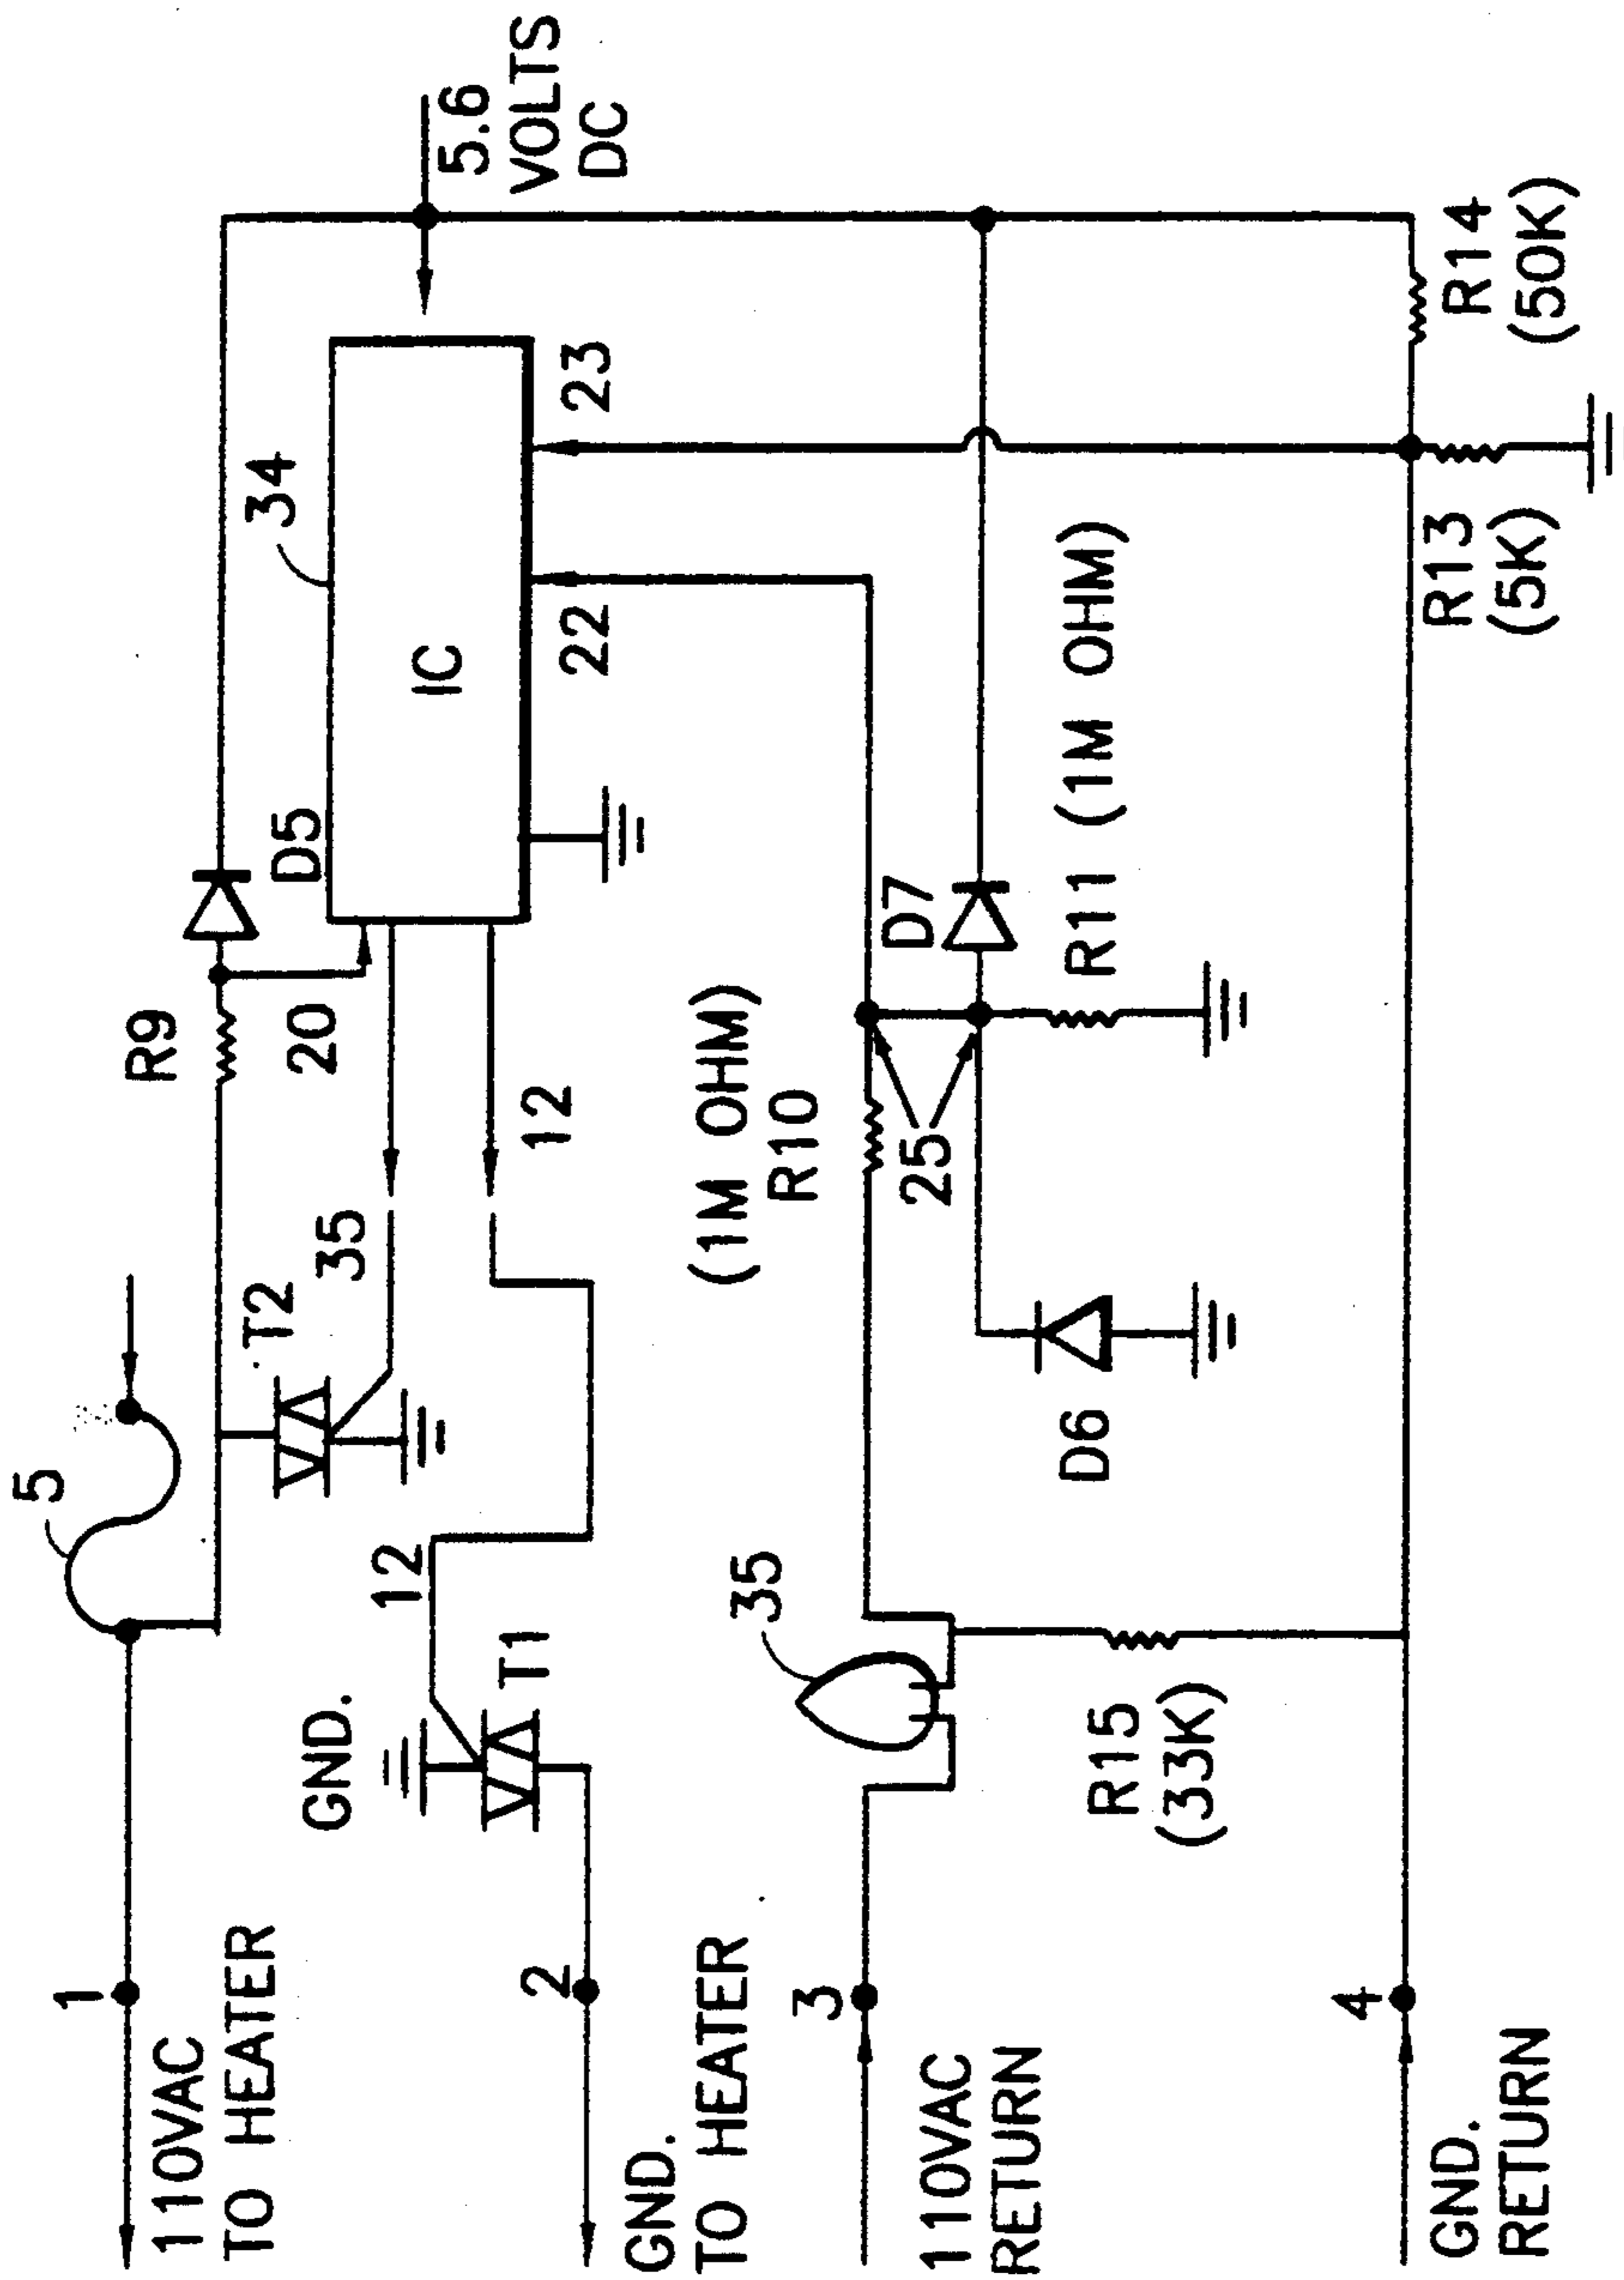 5
R9
D5
5.6
VOLTS
DC
T2
35
20
34
IC
12
12
22
23
GND.
T1
1
110VAC
TO HEATER
2
GND.
TO HEATER
(1M OHM)
R10
25
D7
R11 (1M OHM)
35
D6
3
110VAC
RETURN
R15
(33K)
R13
(5K)
R14
(50K)
4
GND.
RETURN